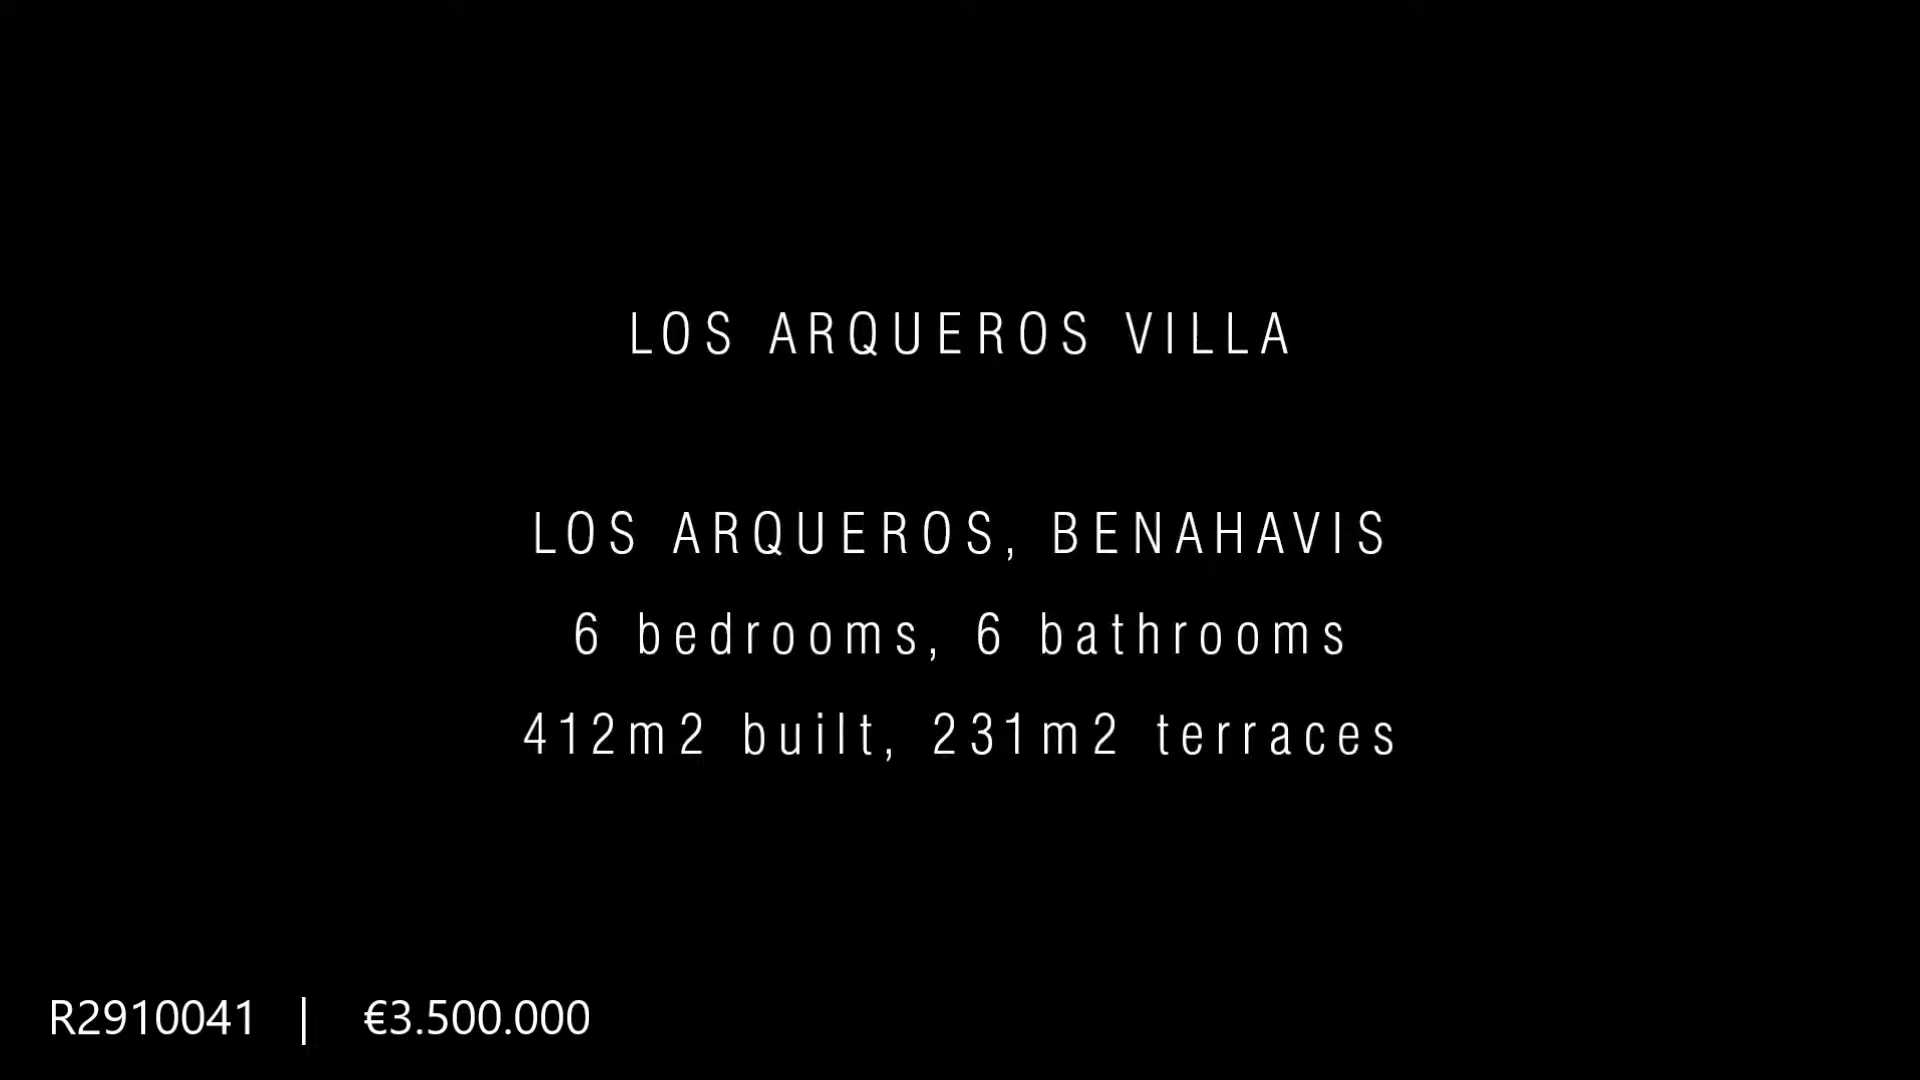 LOS ARQUEROS VILLA
LOS ARQUEROS, BENAHAVIS
6 bedrooms, 6 bathrooms
412m2 built, 231m2 terraces
R2910041 | €3.500.000